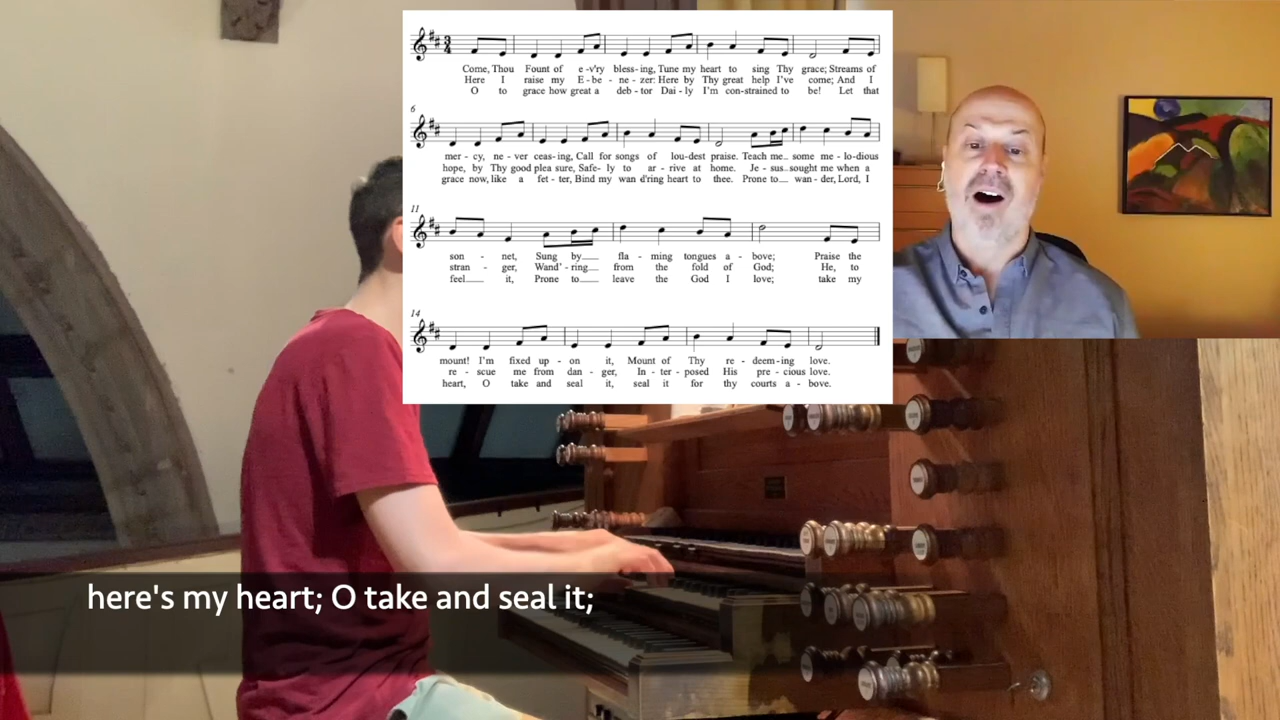 Come, Thou Fount of e-v'ry bless-ing, Tune my heart to sing Thy grace; Streams of
Here I raise my E-be-ne-zer: Here by Thy great help I've come; And I
O to grace how great a deb-tor Dai-ly I'm con-strained to be! Let that
6
mer-cy, ne-ver ceas-ing, Call for songs of lou-dest praise. Teach me some me-lo-dious
hope, by Thy good plea sure, Safe-ly to ar-rive at home. Je-sus sought me when a
grace now, like a fet-ter, Bind my wan d'ring heart to thee. Prone to wan-der, Lord, I
11
son-net, Sung by fla-ming tongues a-bove; Praise the
stran-ger, Wand'-ring from the fold of God; He, to
feel it, Prone to leave the God I love; take my
14
mount! I'm fixed up-on it, Mount of Thy re-deem-ing love.
re-scue me from dan-ger, In-ter-posed His pre-cious love.
heart, O take and seal it, seal it for thy courts a-bove.
here's my heart; O take and seal it;